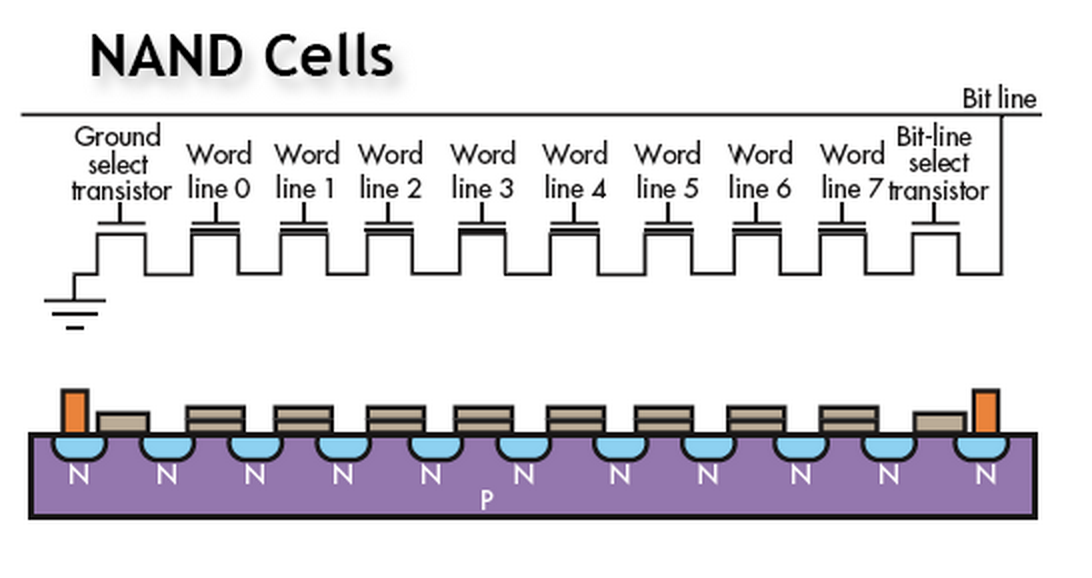 NAND Cells
Bit line
Ground
select
transistor
Word
line 0
Word
line 1
Word
line 2
Word
line 3
Word
line 4
Word
line 5
Word
line 6
Word
line 7
Bit-line
select
transistor
N
N
N
N
N
N
N
N
N
N
N
P